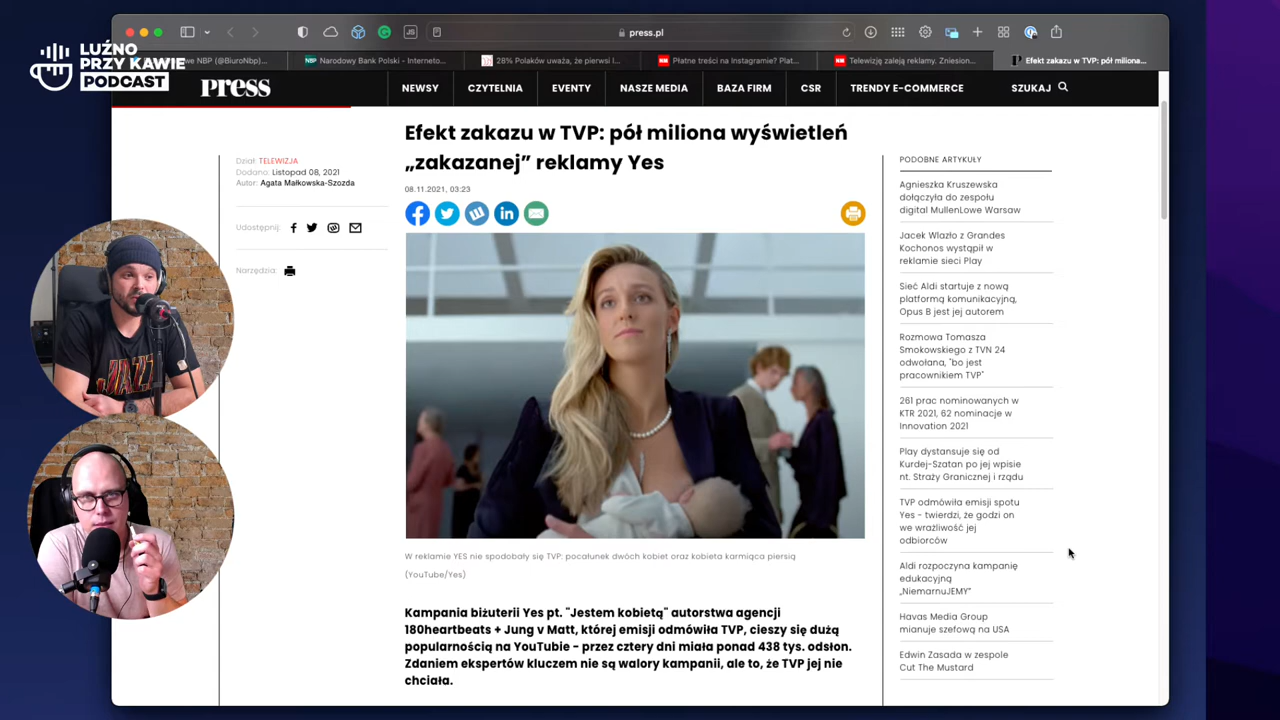 LUŹNO
PRZY KAWIE
PODCAST
press.pl
we NBP (@BiuroNbp)...
Narodowy Bank Polski - Interneto...
28% Polaków uważa, że pierwsi l...
Płatne treści na Instagramie? Płat...
Telewizję zaleją reklamy. Zniesion...
Efekt zakazu w TVP: pół miliona...
Press
NEWSY
CZYTELNIA
EVENTY
NASZE MEDIA
BAZA FIRM
CSR
TRENDY E-COMMERCE
SZUKAJ
Efekt zakazu w TVP: pół miliona wyświetleń
„zakazanej” reklamy Yes
08.11.2021, 03:23
Dział: TELEWIZJA
Dodano: Listopad 08, 2021
Autor: Agata Małkowska-Szozda
Udostępnij:
Narzędzia:
JAZZ
W reklamie YES nie spodobały się TVP: pocałunek dwóch kobiet oraz kobieta karmiąca piersią
(YouTube/Yes)
Kampania biżuterii Yes pt. "Jestem kobietą" autorstwa agencji
180heartbeats + Jung v Matt, której emisji odmówiła TVP, cieszy się dużą
popularnością na YouTubie - przez cztery dni miała ponad 438 tys. odsłon.
Zdaniem ekspertów kluczem nie są walory kampanii, ale to, że TVP jej nie
chciała.
PODOBNE ARTYKUŁY
Agnieszka Kruszewska
dołączyła do zespołu
digital MullenLowe Warsaw
Jacek Wlazło z Grandes
Kochonos wystąpił w
reklamie sieci Play
Sieć Aldi startuje z nową
platformą komunikacyjną,
Opus B jest jej autorem
Rozmowa Tomasza
Smokowskiego z TVN 24
odwołana, "bo jest
pracownikiem TVP"
261 prac nominowanych w
KTR 2021, 62 nominacje w
Innovation 2021
Play dystansuje się od
Kurdej-Szatan po jej wpisie
nt. Straży Granicznej i rządu
TVP odmówiła emisji spotu
Yes - twierdzi, że godzi on
we wrażliwość jej
odbiorców
Aldi rozpoczyna kampanię
edukacyjną
„NiemarnuJEMY”
Havas Media Group
mianuje szefową na USA
Edwin Zasada w zespole
Cut The Mustard